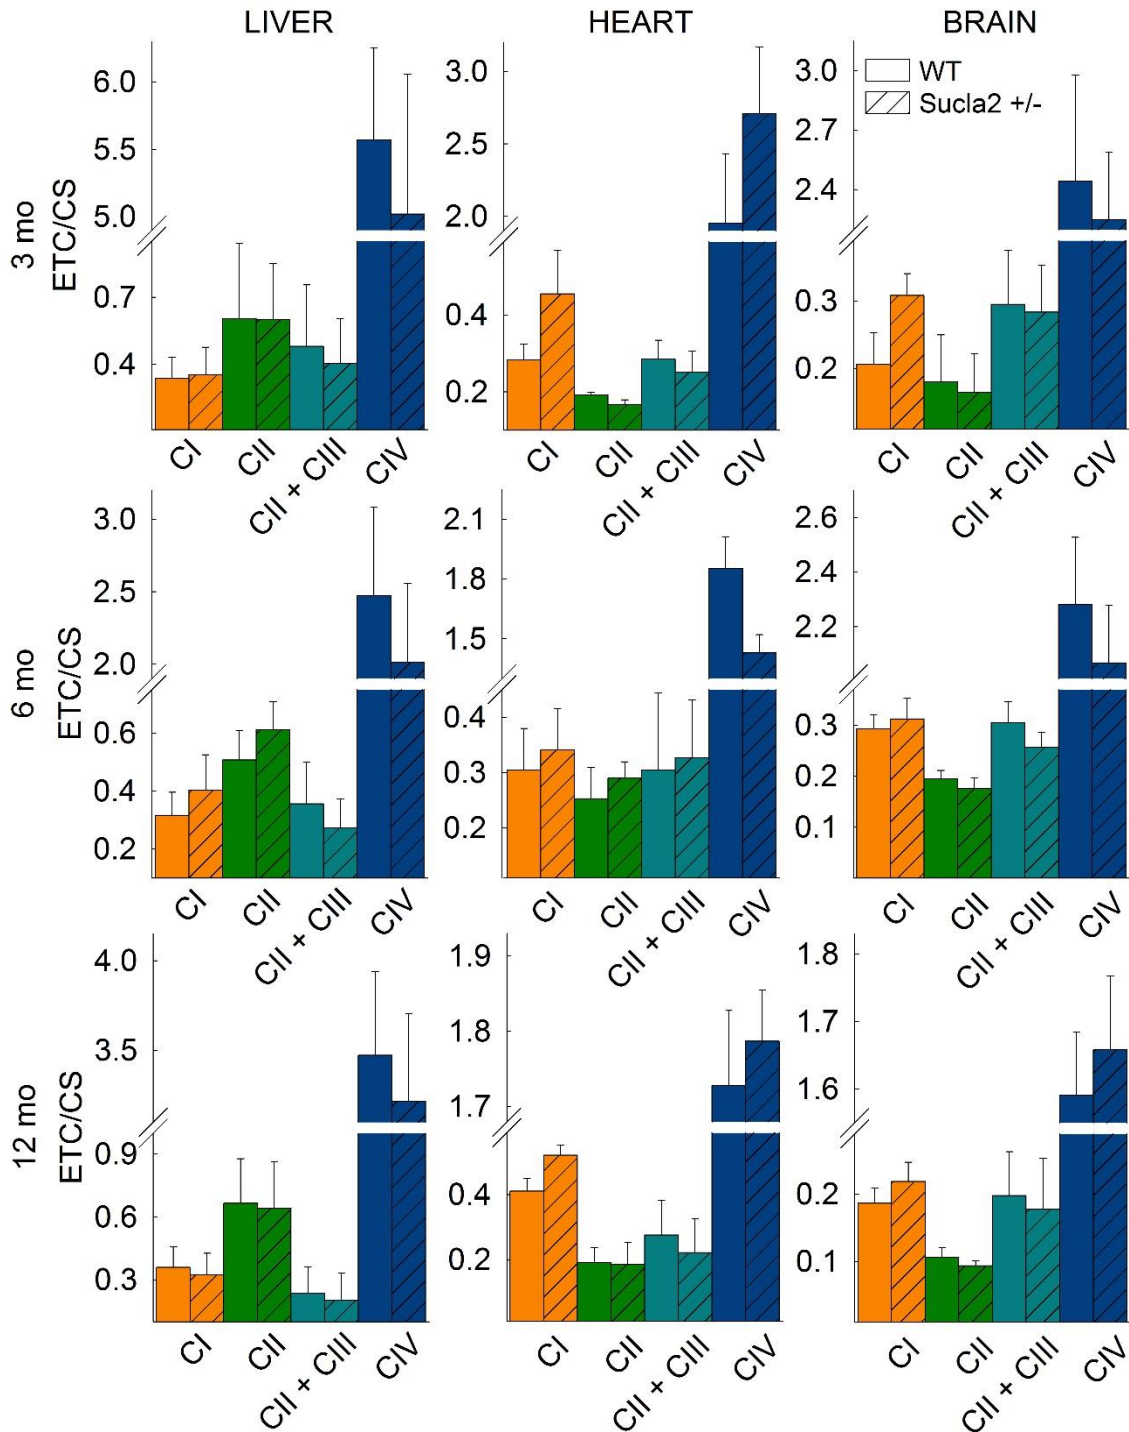 LIVER HEART BRAIN
WT
Sucla2 +/-
3 mo
ETC/CS
6.0
5.5
5.0
0.7
0.4
3.0
2.5
2.0
0.4
0.2
3.0
2.7
2.4
0.3
0.2
CI CII CII + CIII CIV
CI CII CII + CIII CIV
CI CII CII + CIII CIV
6 mo
ETC/CS
3.0
2.5
2.0
0.6
0.4
0.2
2.1
1.8
1.5
0.4
0.3
0.2
2.6
2.4
2.2
0.3
0.2
0.1
CI CII CII + CIII CIV
CI CII CII + CIII CIV
CI CII CII + CIII CIV
12 mo
ETC/CS
4.0
3.5
0.9
0.6
0.3
1.9
1.8
1.7
0.4
0.2
1.8
1.7
1.6
0.2
0.1
CI CII CII + CIII CIV
CI CII CII + CIII CIV
CI CII CII + CIII CIV